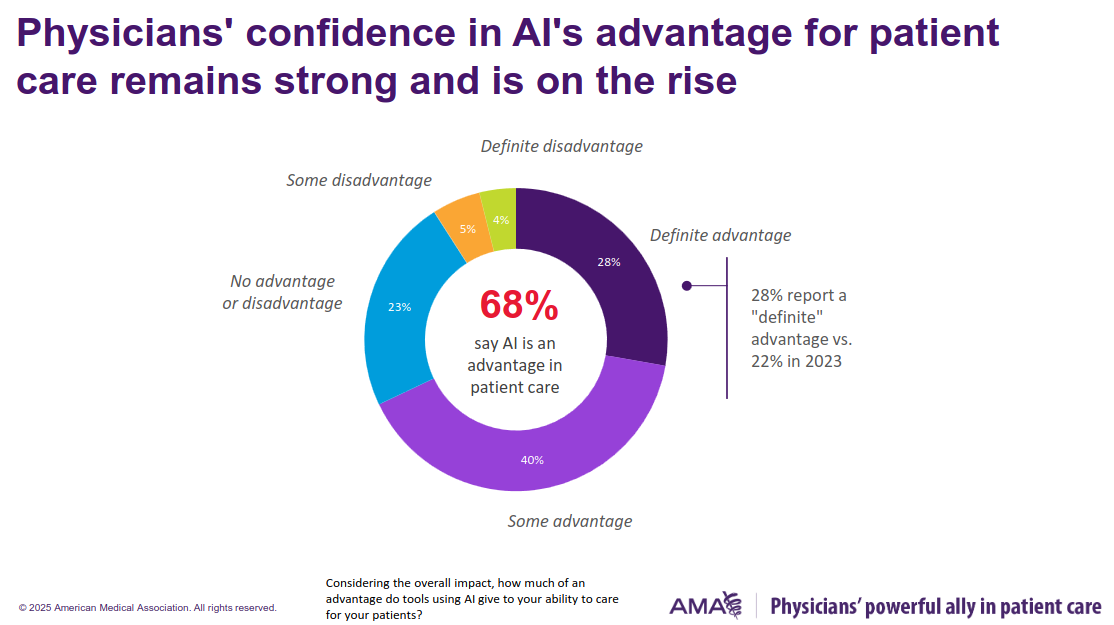 Physicians' confidence in AI's advantage for patient
care remains strong and is on the rise
Definite disadvantage
Some disadvantage
4%
5%
Definite advantage
28%
No advantage
or disadvantage
23%
68%
say AI is an
advantage in
patient care
28% report a
"definite"
advantage vs.
22% in 2023
40%
Some advantage
Considering the overall impact, how much of an
advantage do tools using AI give to your ability to care
for your patients?
© 2025 American Medical Association. All rights reserved.
AMA
Physicians’ powerful ally in patient care